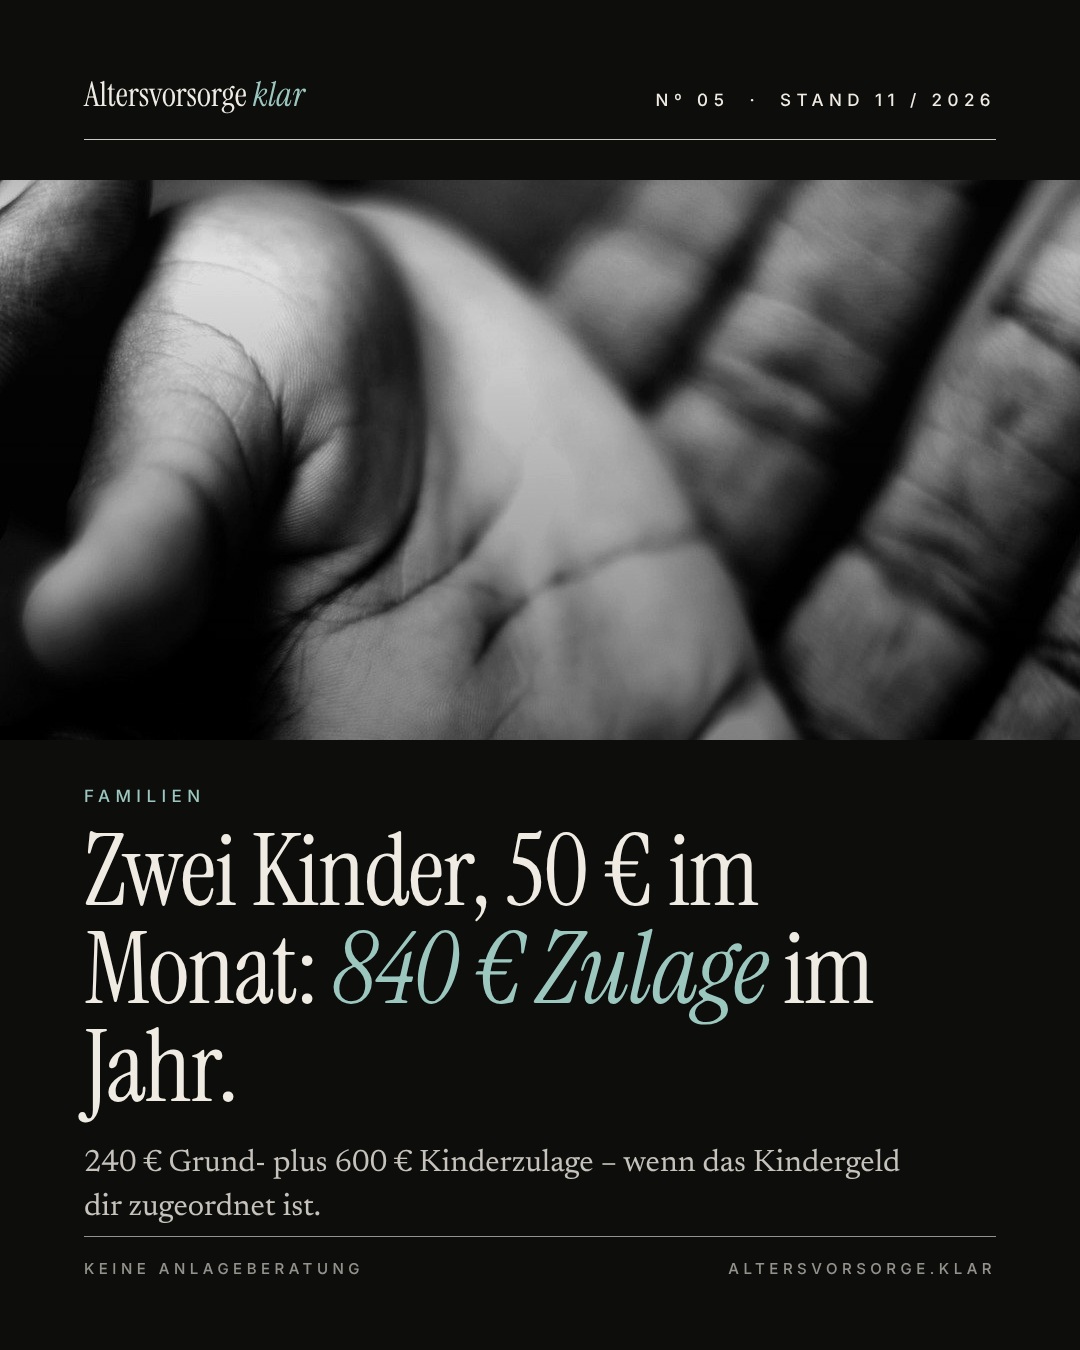 Altersvorsorge klar
Nº 05 · STAND 11 / 2026
FAMILIEN
Zwei Kinder, 50 € im
Monat: 840 € Zulage im
Jahr.
240 € Grund- plus 600 € Kinderzulage – wenn das Kindergeld
dir zugeordnet ist.
KEINE ANLAGEBERATUNG
ALTERSVORSORGE.KLAR